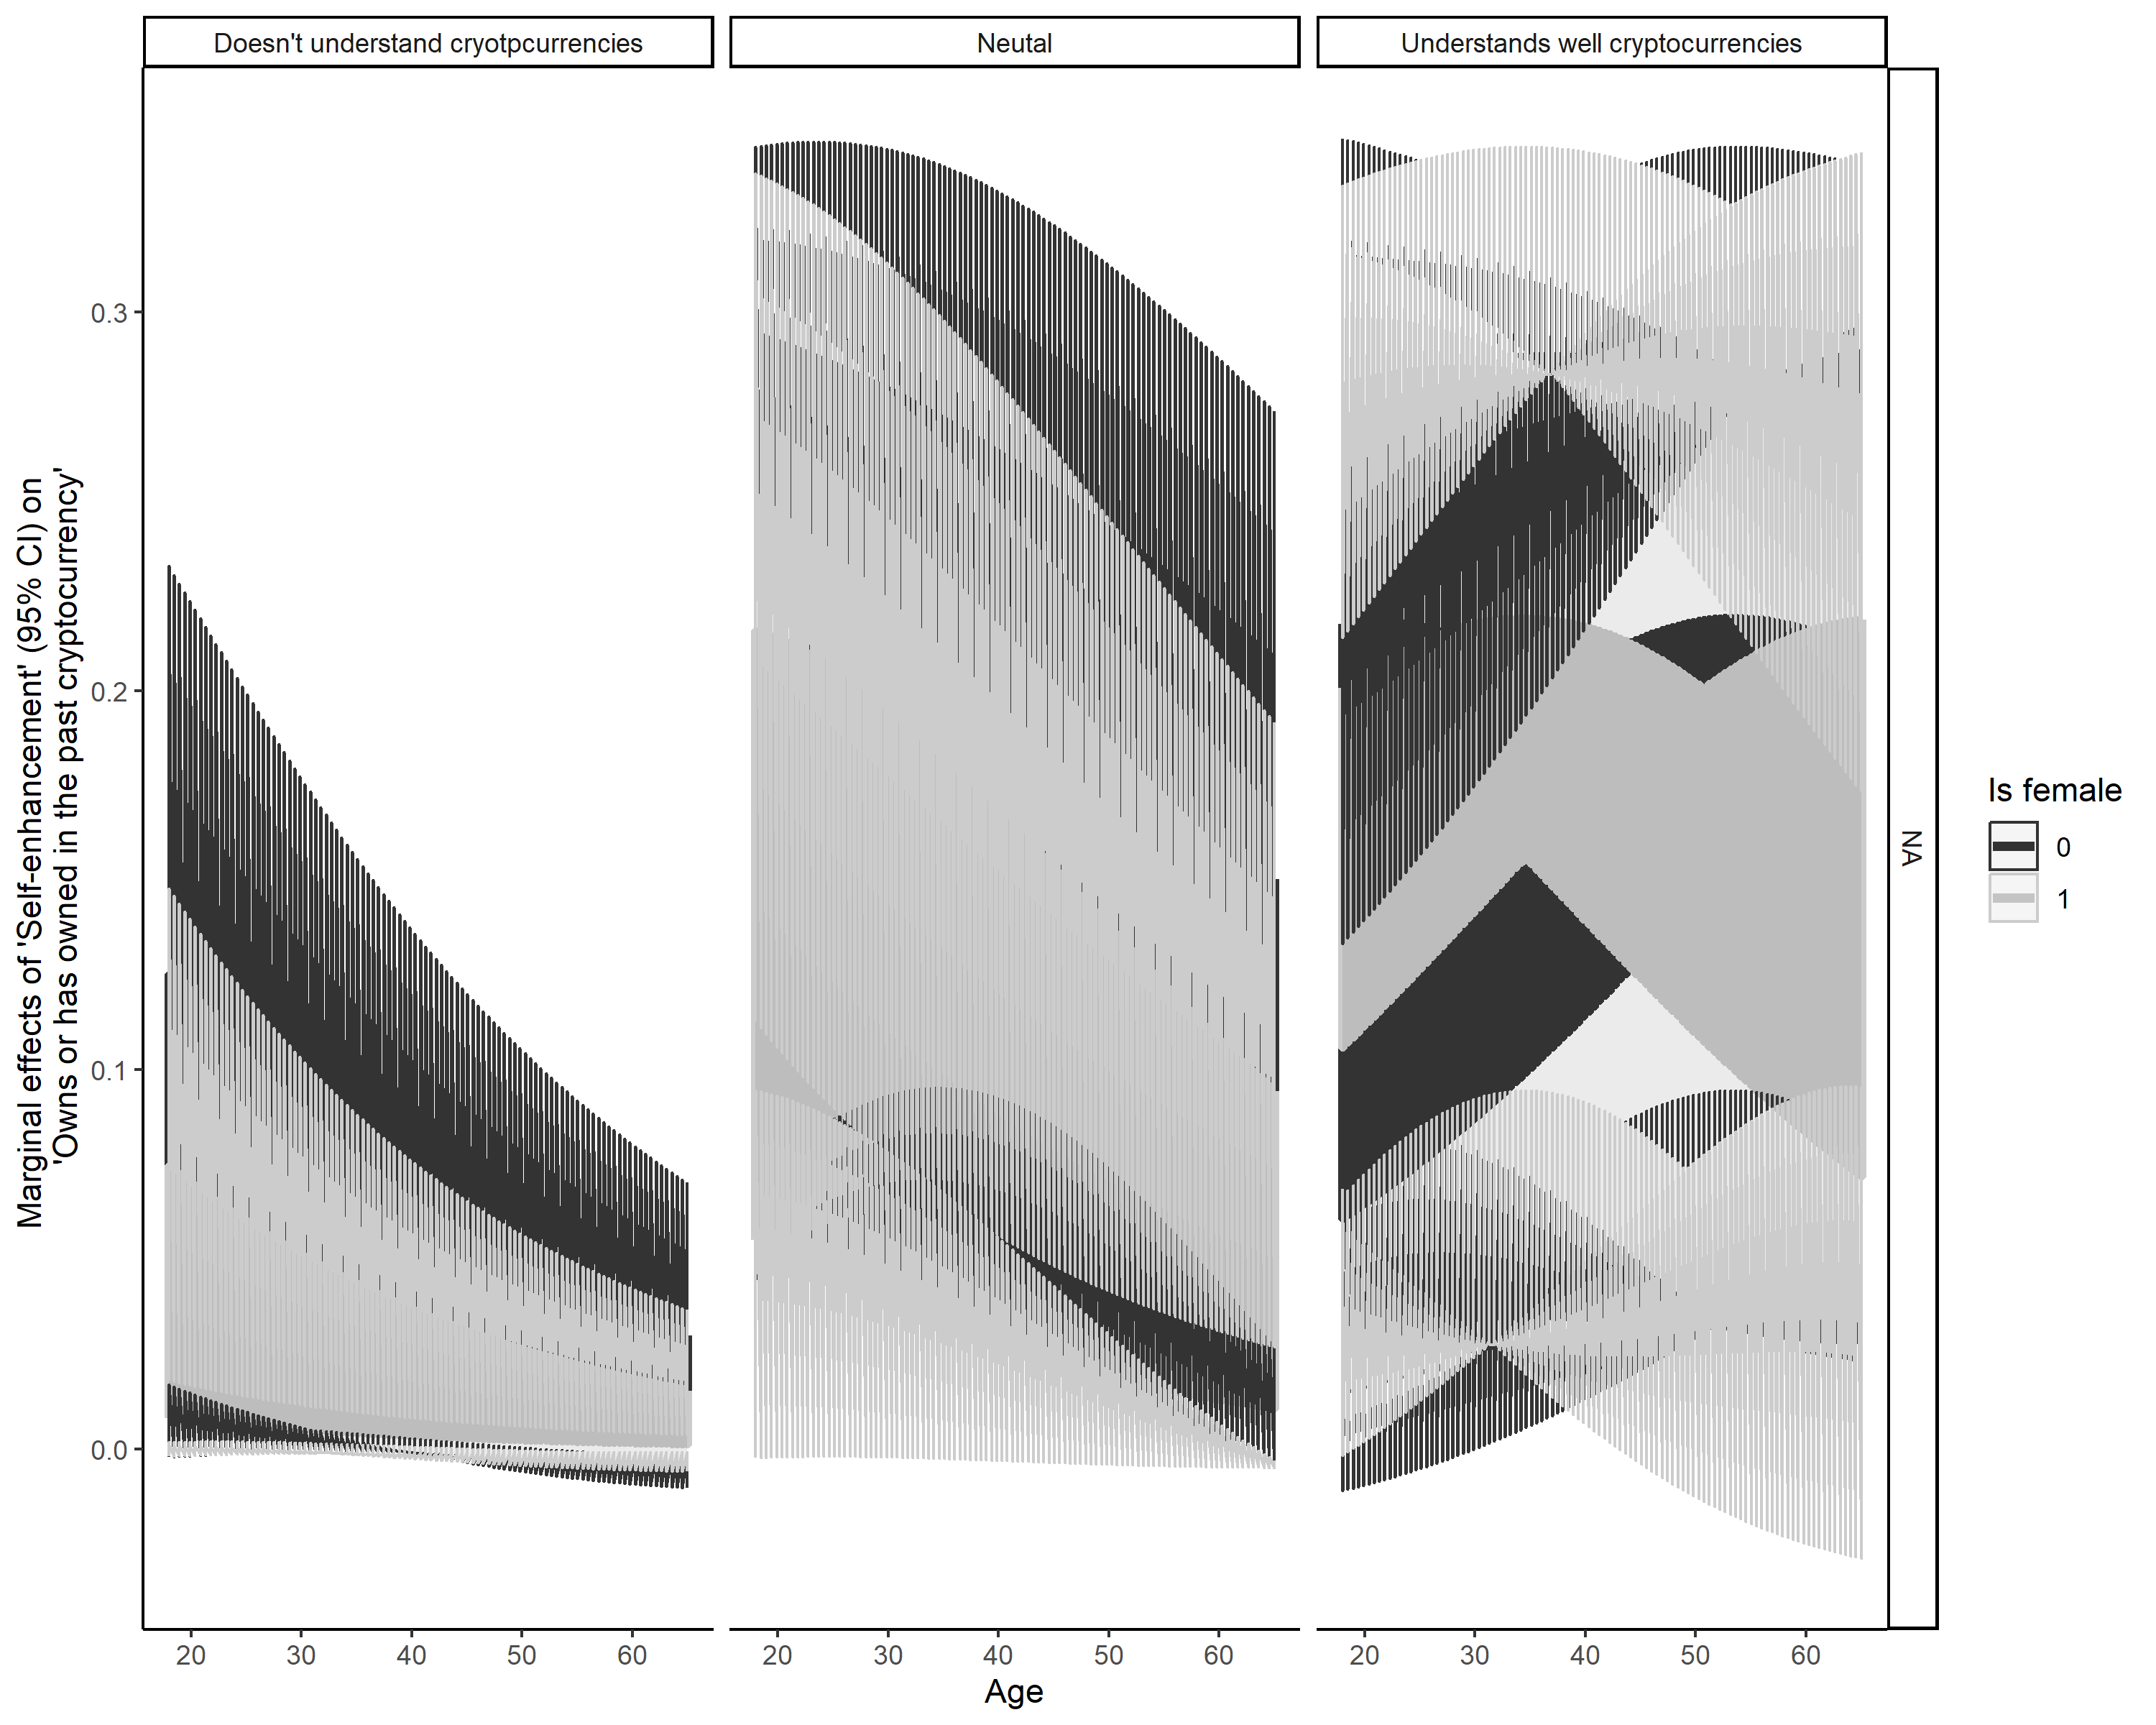 Doesn't understand cryotpcurrencies
Neutal
Understands well cryptocurrencies
Marginal effects of 'Self-enhancement' (95% CI) on
'Owns or has owned in the past cryptocurrency'
0.3
0.2
0.1
0.0
NA
Is female
0
1
20 30 40 50 60
20 30 40 50 60
20 30 40 50 60
Age